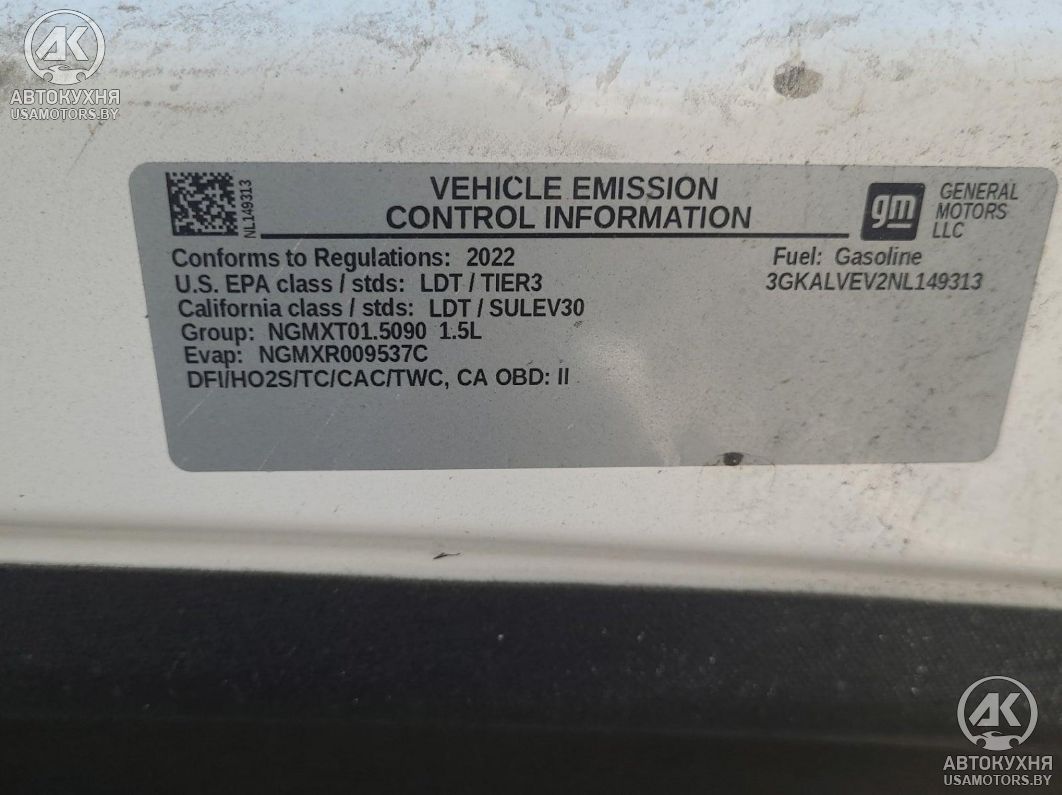 AK
АВТОКУХНЯ
USAMOTORS.BY
NL149313
VEHICLE EMISSION
CONTROL INFORMATION
gm
GENERAL
MOTORS
LLC
Conforms to Regulations: 2022
Fuel: Gasoline
U.S. EPA class / stds: LDT / TIER3
3GKALVEV2NL149313
California class / stds: LDT / SULEV30
Group: NGMXT01.5090 1.5L
Evap: NGMXR009537C
DFI/HO2S/TC/CAC/TWC, CA OBD: II
AK
АВТОКУХНЯ
USAMOTORS.BY